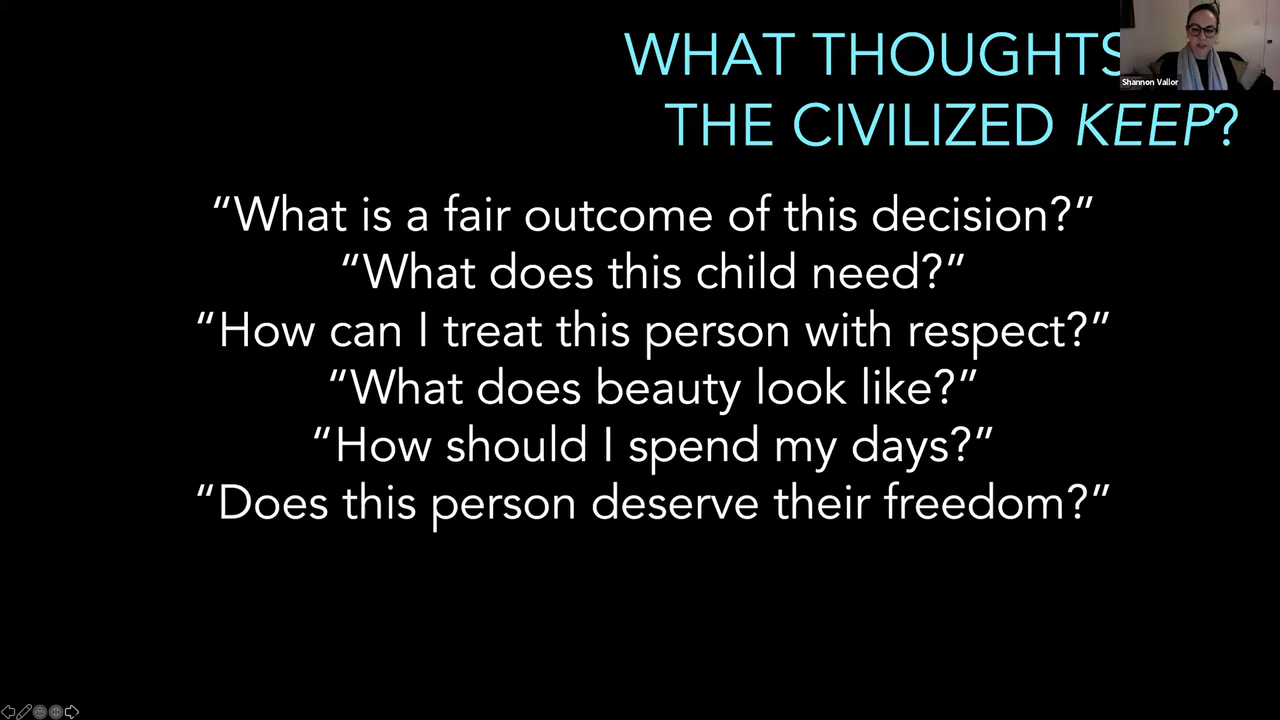 WHAT THOUGHTS
THE CIVILIZED KEEP?
Shannon Vallor
“What is a fair outcome of this decision?”
“What does this child need?”
“How can I treat this person with respect?”
“What does beauty look like?”
“How should I spend my days?”
“Does this person deserve their freedom?”